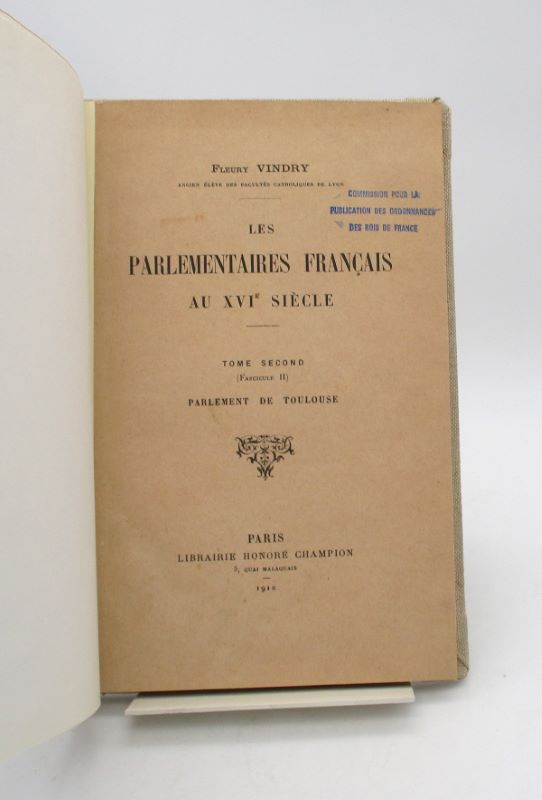 Fleury VINDRY
ANCIEN ÉLÈVE DES FACULTÉS CATHOLIQUES DE LYON
COMMISSION POUR LA
PUBLICATION DES ORDONNANCES
DES ROIS DE FRANCE
LES
PARLEMENTAIRES FRANÇAIS
AU XVIe SIÈCLE
TOME SECOND
(Fascicule II)
PARLEMENT DE TOULOUSE
PARIS
LIBRAIRIE HONORÉ CHAMPION
5, QUAI MALAQUAIS